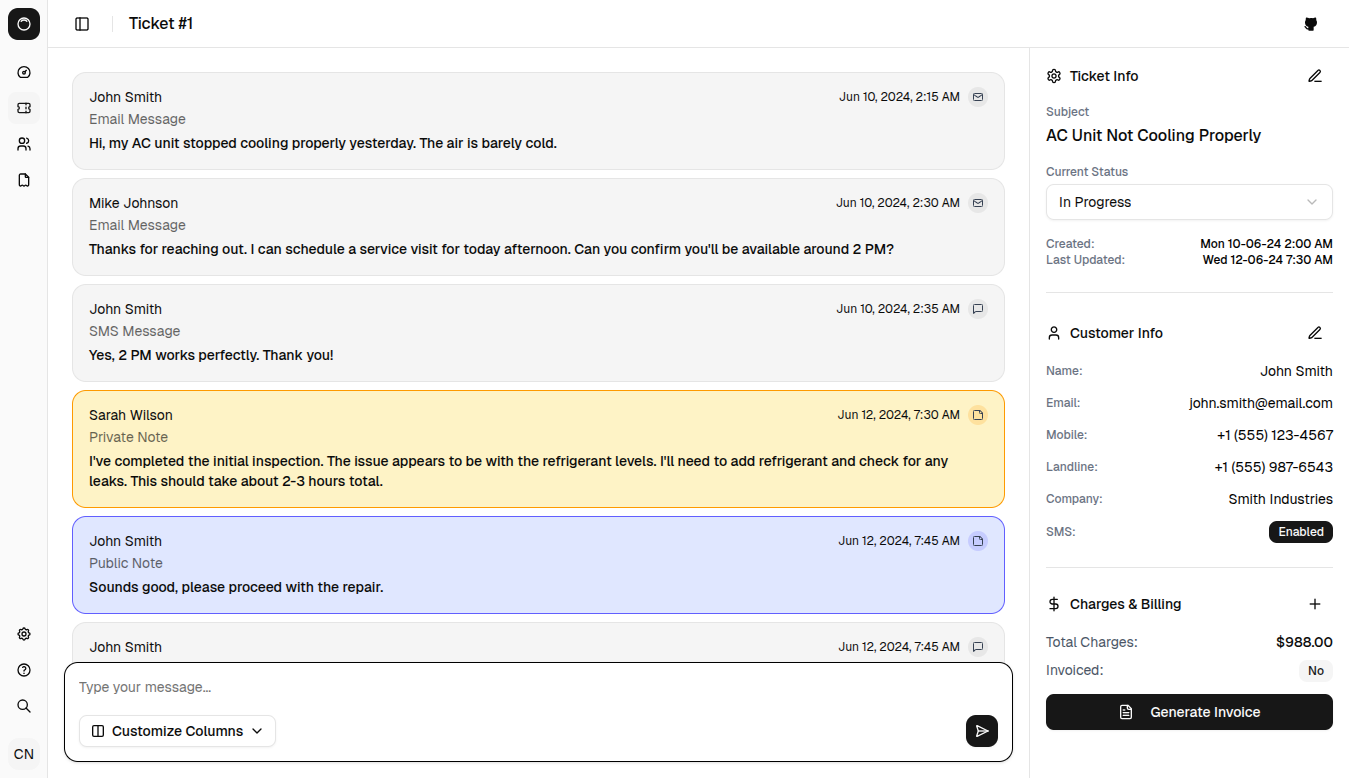 Ticket #1
John Smith
Jun 10, 2024, 2:15 AM
Email Message
Hi, my AC unit stopped cooling properly yesterday. The air is barely cold.
Mike Johnson
Jun 10, 2024, 2:30 AM
Email Message
Thanks for reaching out. I can schedule a service visit for today afternoon. Can you confirm you'll be available around 2 PM?
John Smith
Jun 10, 2024, 2:35 AM
SMS Message
Yes, 2 PM works perfectly. Thank you!
Sarah Wilson
Jun 12, 2024, 7:30 AM
Private Note
I've completed the initial inspection. The issue appears to be with the refrigerant levels. I'll need to add refrigerant and check for any
leaks. This should take about 2-3 hours total.
John Smith
Jun 12, 2024, 7:45 AM
Public Note
Sounds good, please proceed with the repair.
John Smith
Jun 12, 2024, 7:45 AM
Type your message...
Customize Columns
CN
Ticket Info
Subject
AC Unit Not Cooling Properly
Current Status
In Progress
Created: Mon 10-06-24 2:00 AM
Last Updated: Wed 12-06-24 7:30 AM
Customer Info
Name: John Smith
Email: john.smith@email.com
Mobile: +1 (555) 123-4567
Landline: +1 (555) 987-6543
Company: Smith Industries
SMS: Enabled
Charges & Billing
Total Charges: $988.00
Invoiced: No
Generate Invoice